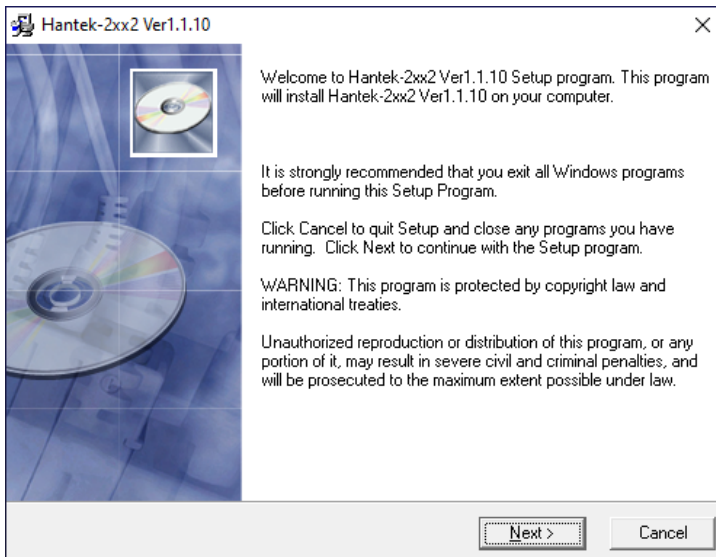 Hantek-2xx2 Ver1.1.10
Welcome to Hantek-2xx2 Ver1.1.10 Setup program. This program
will install Hantek-2xx2 Ver1.1.10 on your computer.
It is strongly recommended that you exit all Windows programs
before running this Setup Program.
Click Cancel to quit Setup and close any programs you have
running. Click Next to continue with the Setup program.
WARNING: This program is protected by copyright law and
international treaties.
Unauthorized reproduction or distribution of this program, or any
portion of it, may result in severe civil and criminal penalties, and
will be prosecuted to the maximum extent possible under law.
Next >
Cancel